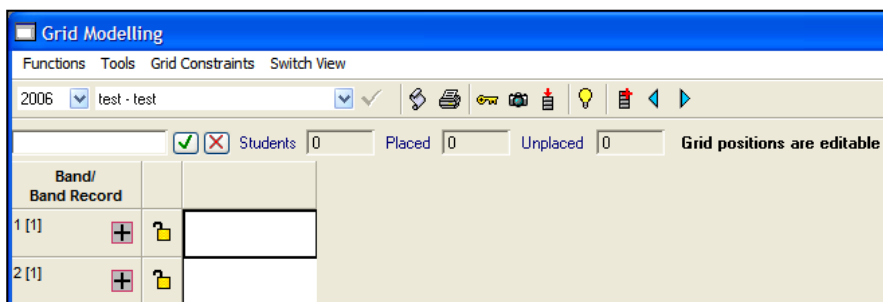 Grid Modelling
Functions Tools Grid Constraints Switch View
2006 test - test
Students 0 Placed 0 Unplaced 0 Grid positions are editable
Band/
Band Record
1 [1]
2 [1]